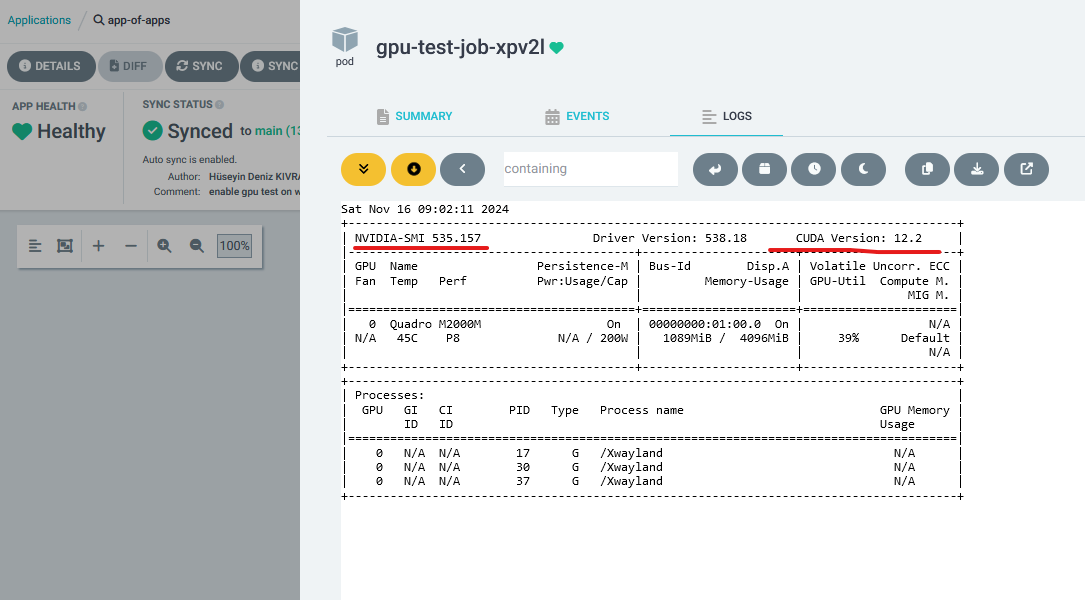 Applications / app-of-apps
DETAILS DIFF SYNC SYNC
APP HEALTH
Healthy
SYNC STATUS
Synced to main (13
Auto sync is enabled.
Author: Hüseyin Deniz KIVRA
Comment: enable gpu test on w
100%
pod
gpu-test-job-xpv2l
SUMMARY EVENTS LOGS
containing
Sat Nov 16 09:02:11 2024
+---------------------------------------------------------------------------------------+
| NVIDIA-SMI 535.157                Driver Version: 538.18       CUDA Version: 12.2     |
|-----------------------------------------+----------------------+----------------------+
| GPU  Name                 Persistence-M | Bus-Id        Disp.A | Volatile Uncorr. ECC |
| Fan  Temp   Perf          Pwr:Usage/Cap |         Memory-Usage | GPU-Util  Compute M. |
|                                         |                      |               MIG M. |
|=========================================+======================+======================|
|   0  Quadro M2000M                  On  | 00000000:01:00.0  On |                  N/A |
| N/A   45C    P8              N/A / 200W |   1089MiB /  4096MiB |     39%      Default |
|                                         |                      |                  N/A |
+-----------------------------------------+----------------------+----------------------+
+---------------------------------------------------------------------------------------+
| Processes:                                                                            |
|  GPU   GI   CI        PID   Type   Process name                            GPU Memory |
|        ID   ID                                                             Usage      |
|=======================================================================================|
|    0   N/A  N/A        17      G   /Xwayland                                 N/A      |
|    0   N/A  N/A        30      G   /Xwayland                                 N/A      |
|    0   N/A  N/A        37      G   /Xwayland                                 N/A      |
+---------------------------------------------------------------------------------------+